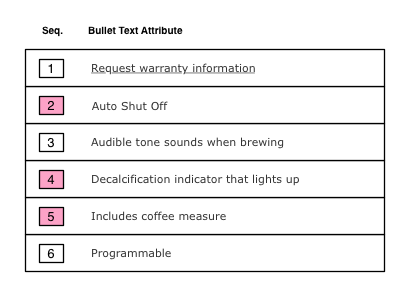 Seq. Bullet Text Attribute
1 Request warranty information
2 Auto Shut Off
3 Audible tone sounds when brewing
4 Decalcification indicator that lights up
5 Includes coffee measure
6 Programmable